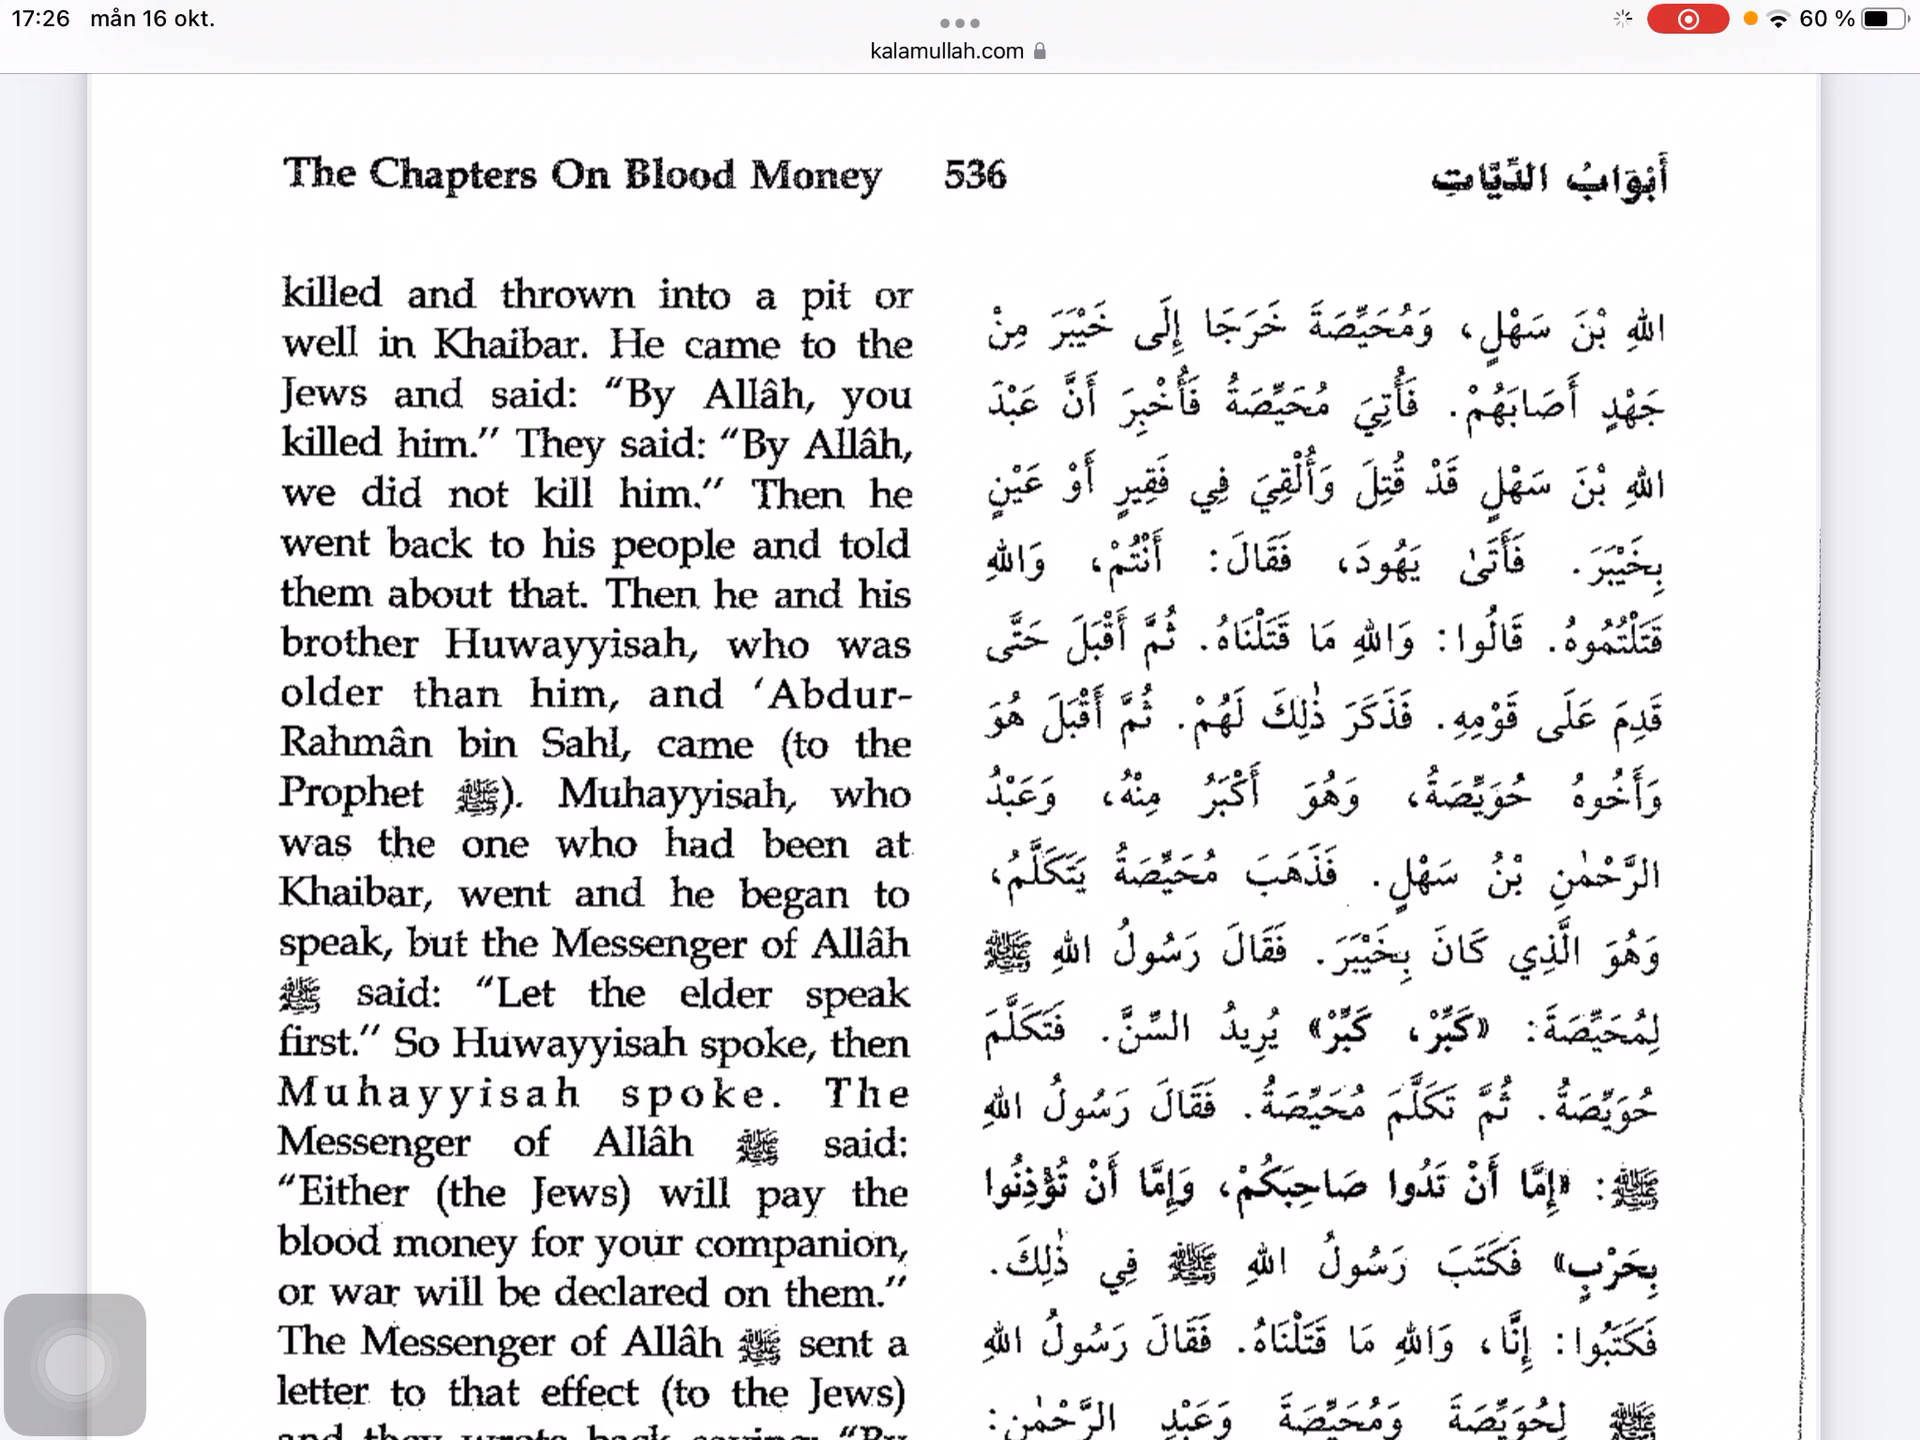 17:26 mån 16 okt.
60 %
kalamullah.com
The Chapters On Blood Money 536 أَبْوَابُ الدِّيَّاتِ
killed and thrown into a pit or
well in Khaibar. He came to the
Jews and said: “By Allâh, you
killed him.” They said: “By Allâh,
we did not kill him.” Then he
went back to his people and told
them about that. Then he and his
brother Huwayyisah, who was
older than him, and ‘Abdur-
Rahmân bin Sahl, came (to the
Prophet ﷺ). Muhayyisah, who
was the one who had been at
Khaibar, went and he began to
speak, but the Messenger of Allâh
ﷺ said: “Let the elder speak
first.” So Huwayyisah spoke, then
Muhayyisah spoke. The
Messenger of Allâh ﷺ said:
“Either (the Jews) will pay the
blood money for your companion,
or war will be declared on them.”
The Messenger of Allâh ﷺ sent a
letter to that effect (to the Jews)
and they wrote back saying: “By
اللهِ بْنَ سَهْلٍ، وَمُحَيِّصَةَ خَرَجَا إِلَى خَيْبَرَ مِنْ
جَهْدٍ أَصَابَهُمْ. فَأُتِيَ مُحَيِّصَةُ فَأُخْبِرَ أَنَّ عَبْدَ
اللهِ بْنَ سَهْلٍ قَدْ قُتِلَ وَأُلْقِيَ فِي فَقِيرٍ أَوْ عَيْنٍ
بِخَيْبَرَ. فَأَتَىٰ يَهُودَ، فَقَالَ: أَنْتُمْ، وَاللهِ
قَتَلْتُمُوهُ. قَالُوا: وَاللهِ مَا قَتَلْنَاهُ. ثُمَّ أَقْبَلَ حَتَّى
قَدِمَ عَلَى قَوْمِهِ. فَذَكَرَ ذٰلِكَ لَهُمْ. ثُمَّ أَقْبَلَ هُوَ
وَأَخُوهُ حُوَيِّصَةُ، وَهُوَ أَكْبَرُ مِنْهُ، وَعَبْدُ
الرَّحْمٰنِ بْنُ سَهْلٍ. فَذَهَبَ مُحَيِّصَةُ يَتَكَلَّمُ،
وَهُوَ الَّذِي كَانَ بِخَيْبَرَ. فَقَالَ رَسُولُ اللهِ ﷺ
لِمُحَيِّصَةَ: «كَبِّرْ، كَبِّرْ» يُرِيدُ السِّنَّ. فَتَكَلَّمَ
حُوَيِّصَةُ. ثُمَّ تَكَلَّمَ مُحَيِّصَةُ. فَقَالَ رَسُولُ اللهِ
ﷺ: «إِمَّا أَنْ تَدُوا صَاحِبَكُمْ، وَإِمَّا أَنْ تُؤْذِنُوا
بِحَرْبٍ» فَكَتَبَ رَسُولُ اللهِ ﷺ فِي ذٰلِكَ.
فَكَتَبُوا: إِنَّا، وَاللهِ مَا قَتَلْنَاهُ. فَقَالَ رَسُولُ اللهِ
ﷺ لِحُوَيِّصَةَ وَمُحَيِّصَةَ وَعَبْدِ الرَّحْمٰنِ: